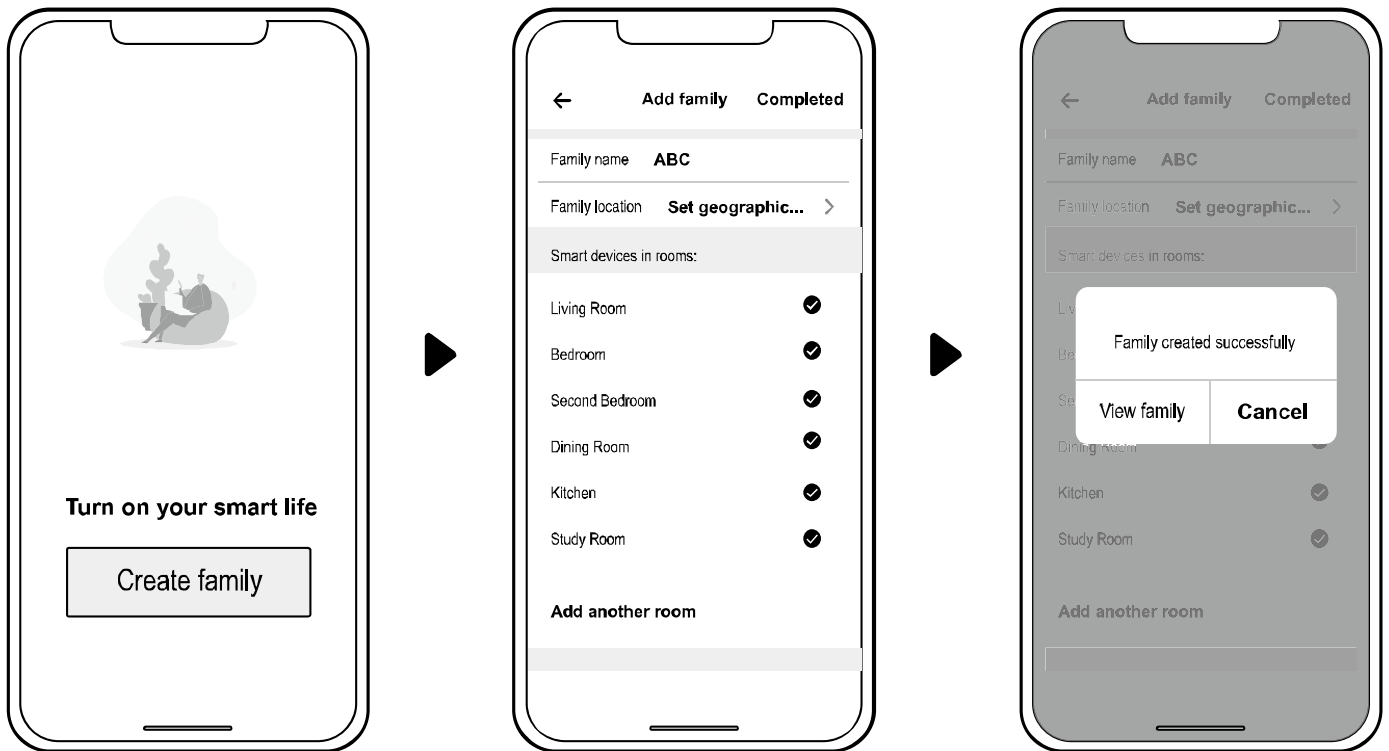 Turn on your smart life
Create family
Add family Completed
Family name ABC
Family location Set geographic...
Smart devices in rooms:
Living Room
Bedroom
Second Bedroom
Dining Room
Kitchen
Study Room
Add another room
Add family Completed
Family name ABC
Family location Set geographic...
Smart devices in rooms:
Family created successfully
View family Cancel
Dining Room
Kitchen
Study Room
Add another room